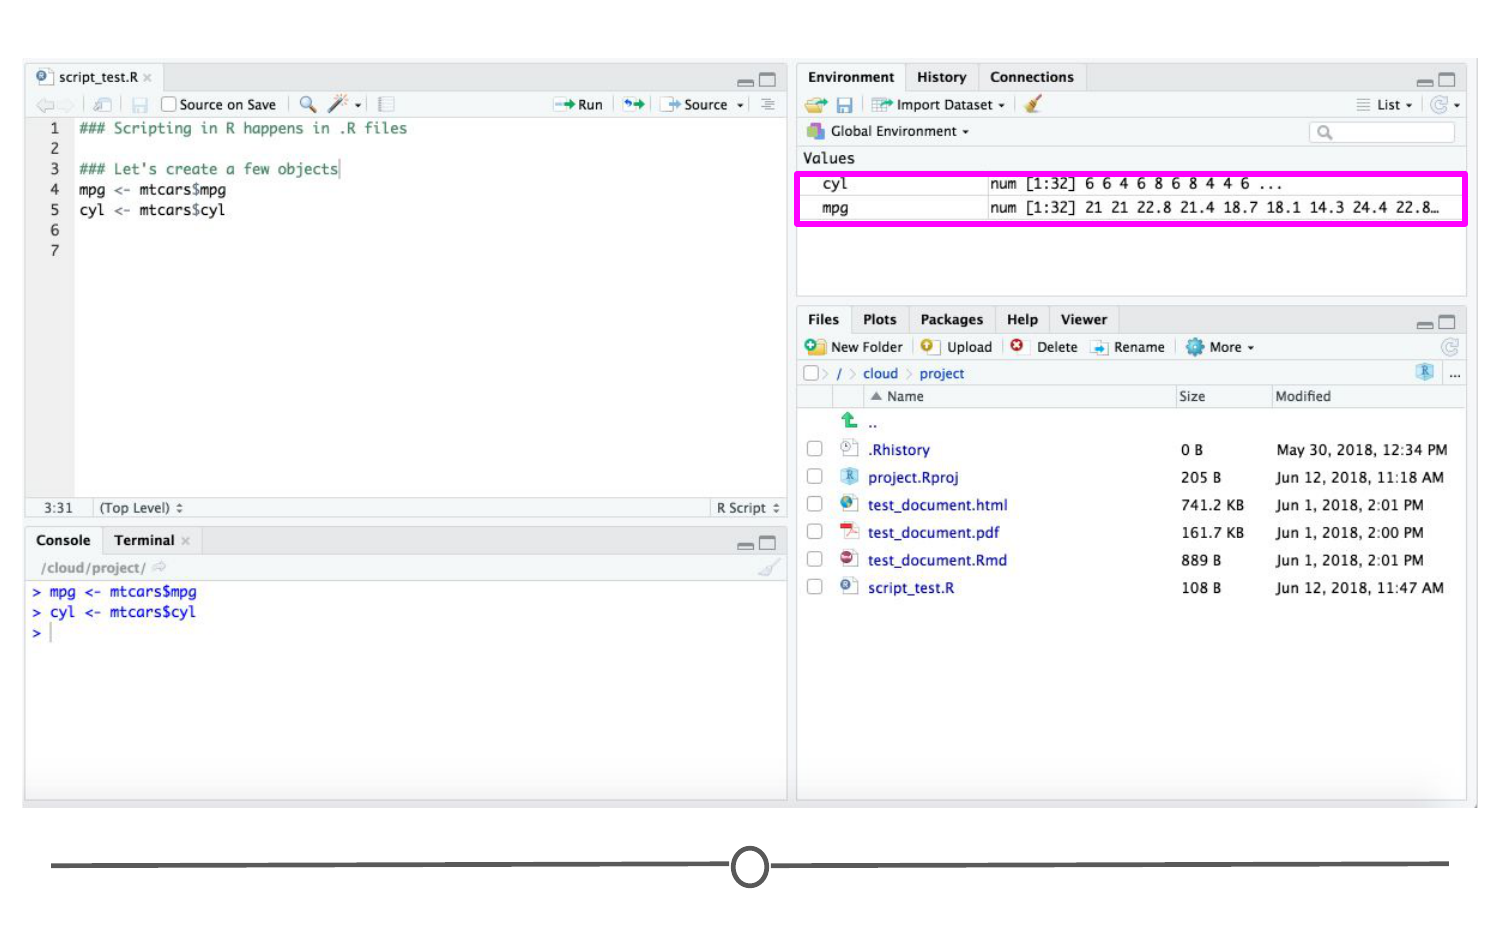 script_test.R
Source on Save
Run
Source
1 ### Scripting in R happens in .R files
2
3 ### Let's create a few objects
4 mpg <- mtcars$mpg
5 cyl <- mtcars$cyl
6
7
3:31 (Top Level) R Script
Console Terminal
/cloud/project/
> mpg <- mtcars$mpg
> cyl <- mtcars$cyl
>
Environment History Connections
Import Dataset List
Global Environment
Values
cyl num [1:32] 6 6 4 6 8 6 8 4 4 6 ...
mpg num [1:32] 21 21 22.8 21.4 18.7 18.1 14.3 24.4 22.8…
Files Plots Packages Help Viewer
New Folder Upload Delete Rename More
/ cloud project R ...
Name Size Modified
..
.Rhistory 0 B May 30, 2018, 12:34 PM
project.Rproj 205 B Jun 12, 2018, 11:18 AM
test_document.html 741.2 KB Jun 1, 2018, 2:01 PM
test_document.pdf 161.7 KB Jun 1, 2018, 2:00 PM
test_document.Rmd 889 B Jun 1, 2018, 2:01 PM
script_test.R 108 B Jun 12, 2018, 11:47 AM